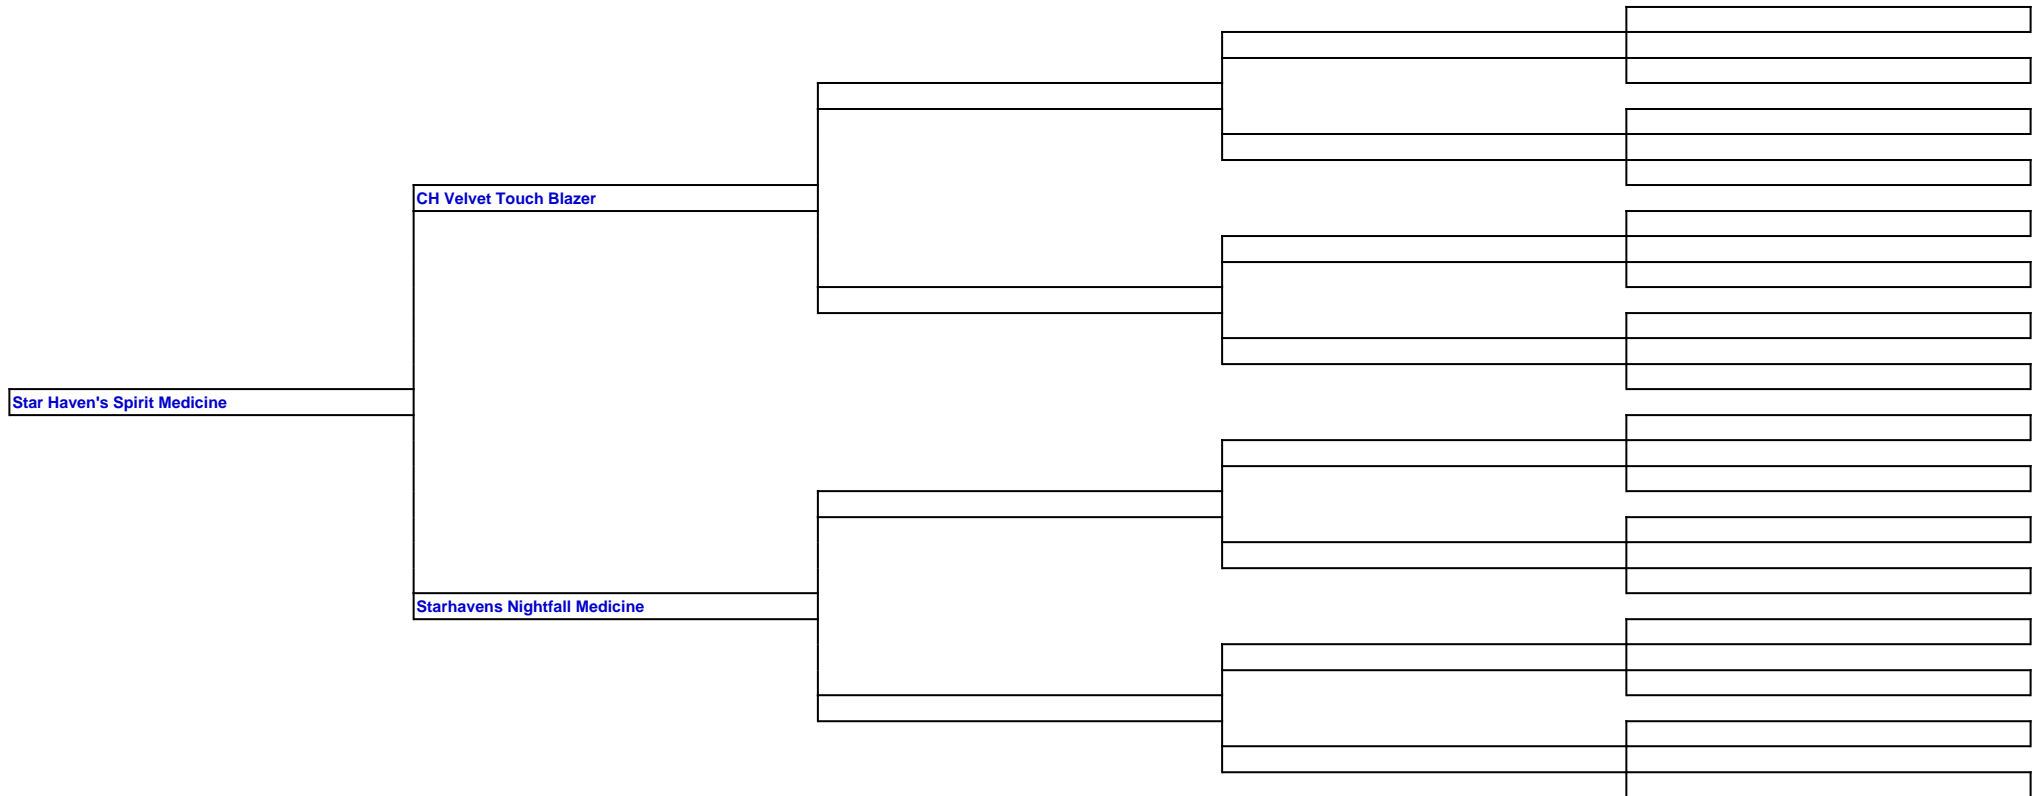 CH Velvet Touch Blazer
Star Haven's Spirit Medicine
Starhavens Nightfall Medicine